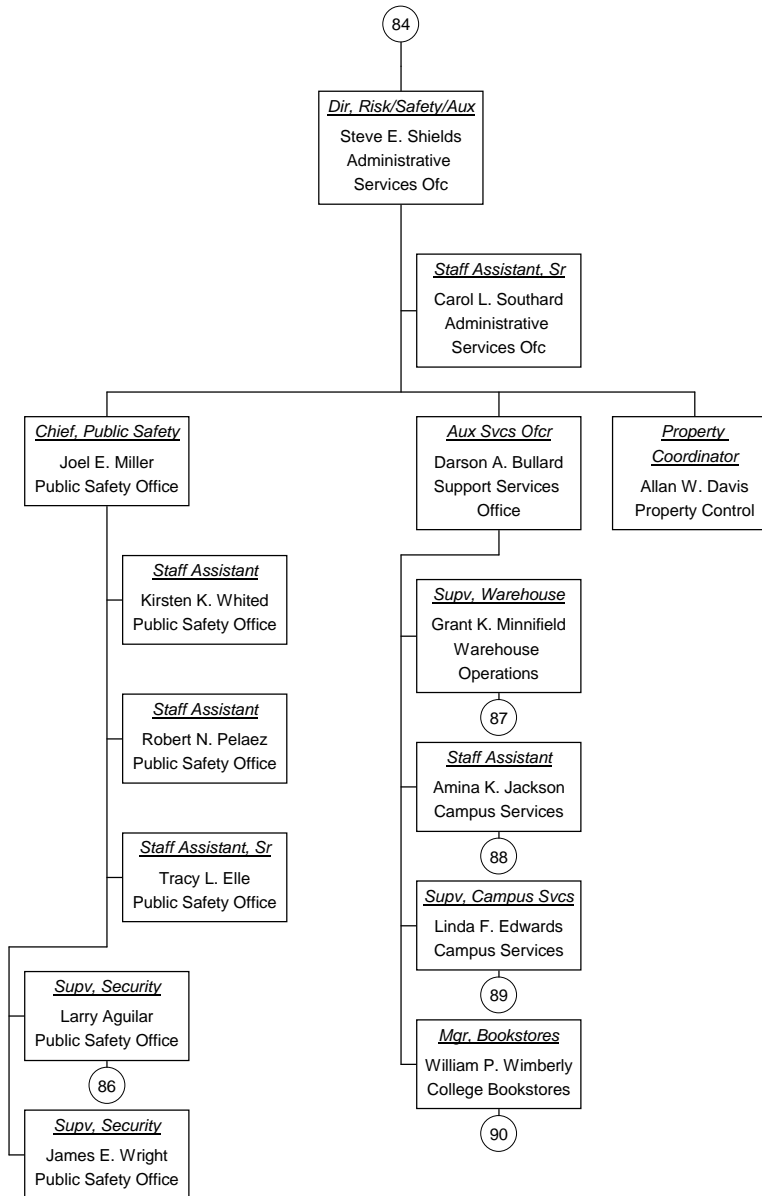 84
Dir, Risk/Safety/Aux
Steve E. Shields
Administrative
Services Ofc
Staff Assistant, Sr
Carol L. Southard
Administrative
Services Ofc
Chief, Public Safety
Joel E. Miller
Public Safety Office
Aux Svcs Ofcr
Darson A. Bullard
Support Services
Office
Property
Coordinator
Allan W. Davis
Property Control
Staff Assistant
Kirsten K. Whited
Public Safety Office
Staff Assistant
Robert N. Pelaez
Public Safety Office
Staff Assistant, Sr
Tracy L. Elle
Public Safety Office
Supv, Security
Larry Aguilar
Public Safety Office
86
Supv, Security
James E. Wright
Public Safety Office
Supv, Warehouse
Grant K. Minnifield
Warehouse
Operations
87
Staff Assistant
Amina K. Jackson
Campus Services
88
Supv, Campus Svcs
Linda F. Edwards
Campus Services
89
Mgr, Bookstores
William P. Wimberly
College Bookstores
90